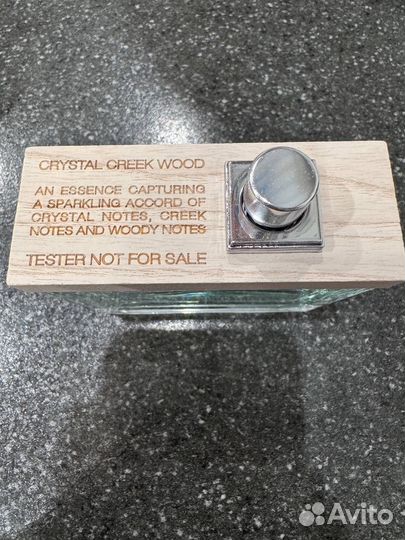 CRYSTAL CREEK WOOD
AN ESSENCE CAPTURING
A SPARKLING ACCORD OF
CRYSTAL NOTES, CREEK
NOTES AND WOODY NOTES
TESTER NOT FOR SALE
Avito